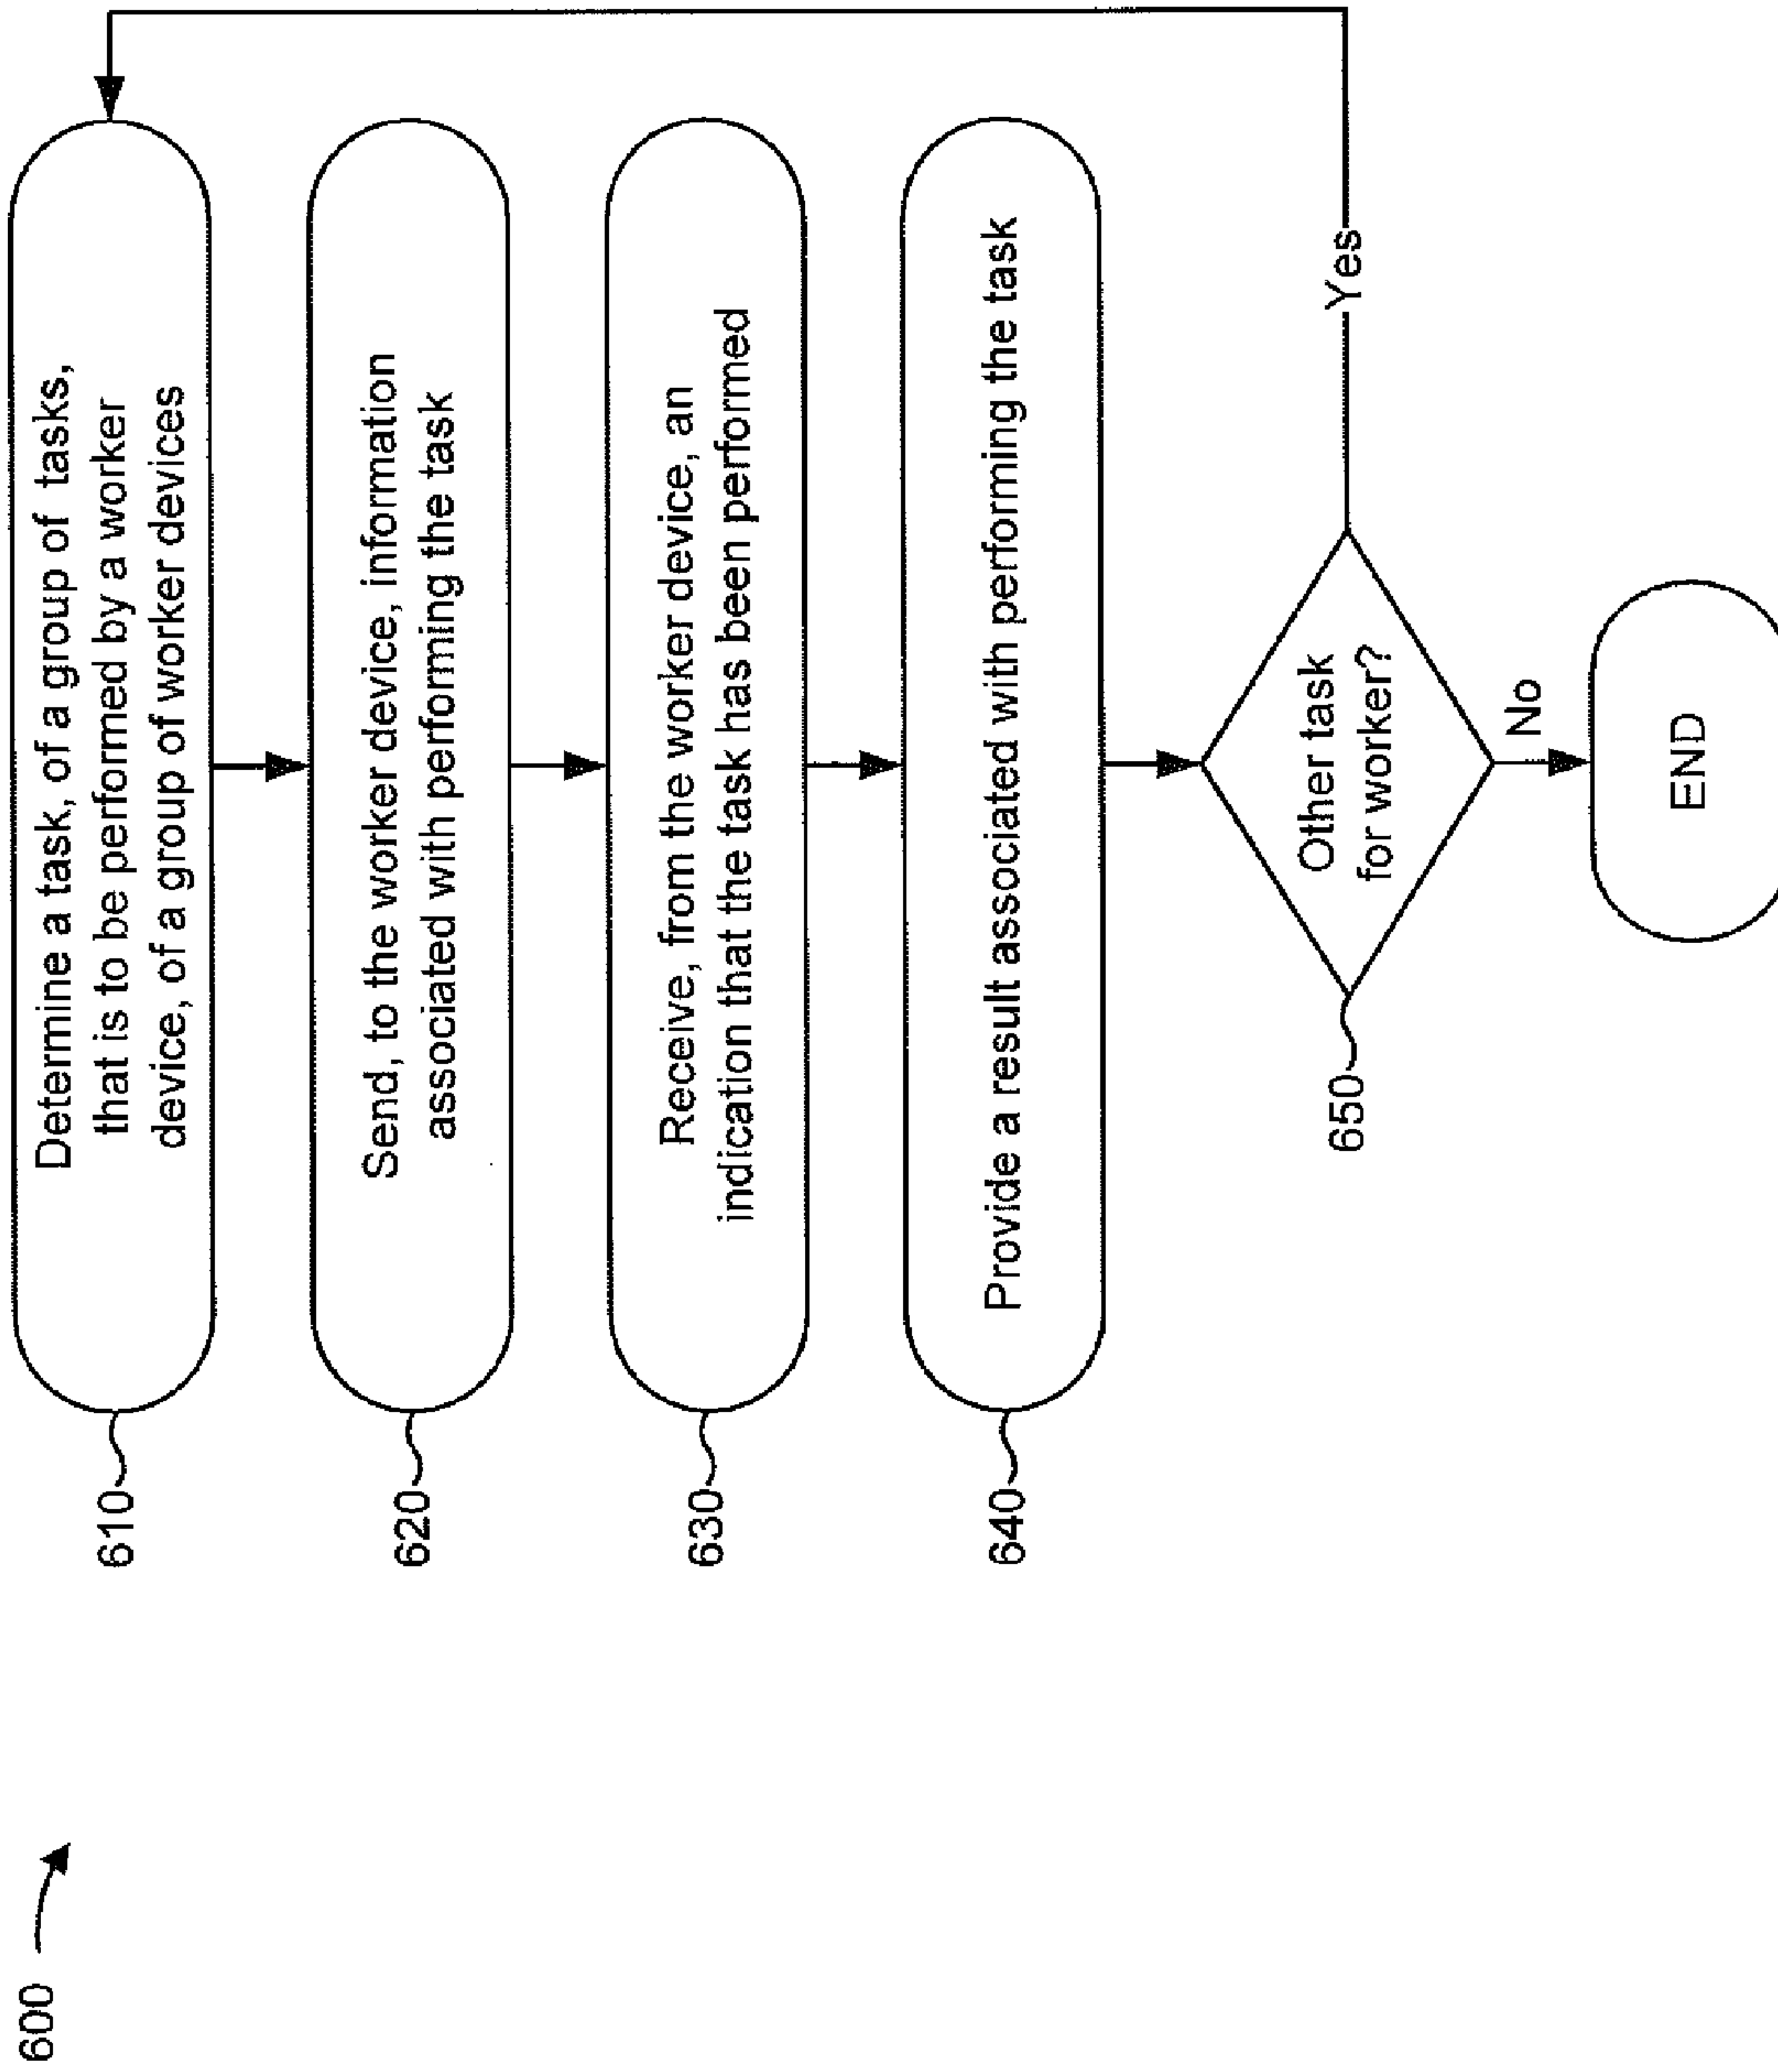 600
610
Determine a task, of a group of tasks,
that is to be performed by a worker
device, of a group of worker devices
620
Send, to the worker device, information
associated with performing the task
630
Receive, from the worker device, an
indication that the task has been performed
640
Provide a result associated with performing the task
650
Other task
for worker?
Yes
No
END